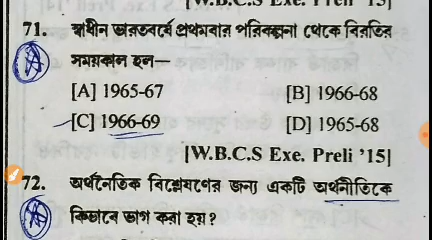 [W.B.C.S Exe. Preli '15]
71. স্বাধীন ভারতবর্ষে প্রথমবার পরিকল্পনা থেকে বিরতির
সময়কাল হল—
[A] 1965-67 [B] 1966-68
[C] 1966-69 [D] 1965-68
[W.B.C.S Exe. Preli '15]
72. অর্থনৈতিক বিশ্লেষণের জন্য একটি অর্থনীতিকে
কিভাবে ভাগ করা হয়?